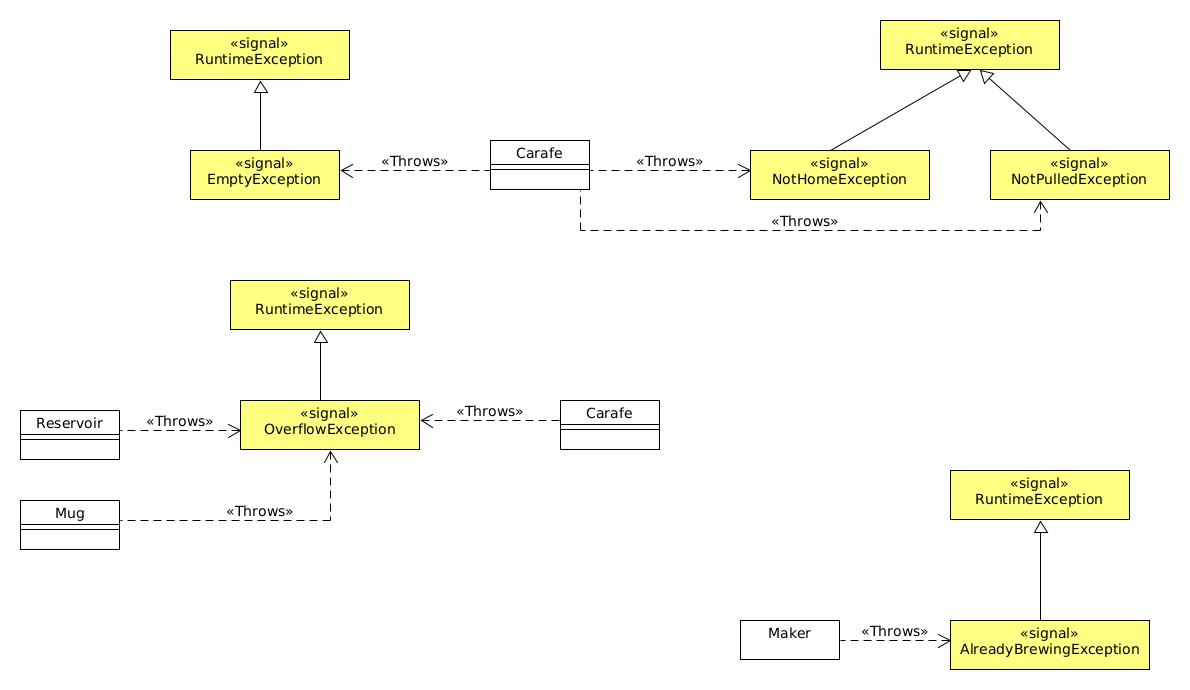 «signal»
RuntimeException
«signal»
RuntimeException
«signal»
EmptyException
«Throws»
Carafe
«Throws»
«signal»
NotHomeException
«signal»
NotPulledException
«Throws»
«signal»
RuntimeException
Reservoir
«Throws»
«signal»
OverflowException
«Throws»
Carafe
Mug
«Throws»
«signal»
RuntimeException
Maker
«Throws»
«signal»
AlreadyBrewingException